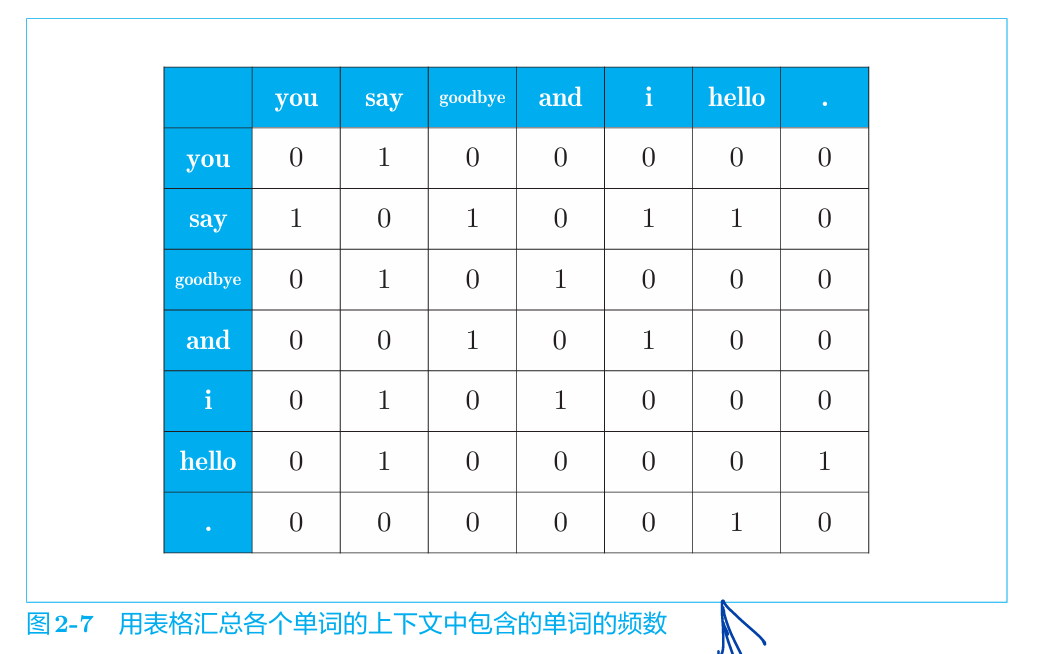 you say goodbye and i hello .
you 0 1 0 0 0 0 0
say 1 0 1 0 1 1 0
goodbye 0 1 0 1 0 0 0
and 0 0 1 0 1 0 0
i 0 1 0 1 0 0 0
hello 0 1 0 0 0 0 1
. 0 0 0 0 0 1 0
图2-7 用表格汇总各个单词的上下文中包含的单词的频数